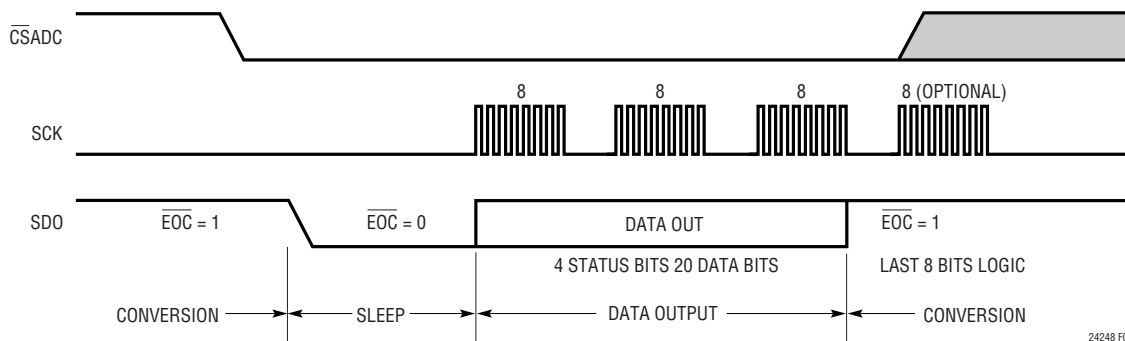 CSADC
8 8 8 8 (OPTIONAL)
SCK
SDO EOC = 1 EOC = 0 DATA OUT EOC = 1
4 STATUS BITS 20 DATA BITS LAST 8 BITS LOGIC
CONVERSION SLEEP DATA OUTPUT CONVERSION